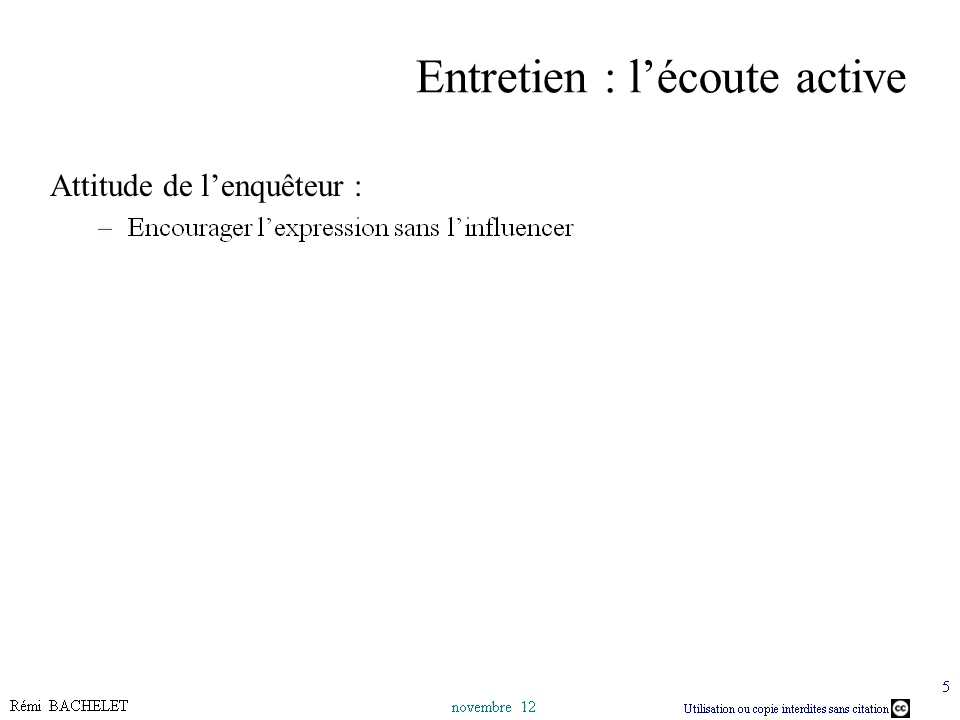 Entretien : l’écoute active
Attitude de l’enquêteur :
– Encourager l’expression sans l’influencer
5
Rémi BACHELET
novembre 12
Utilisation ou copie interdites sans citation
cc